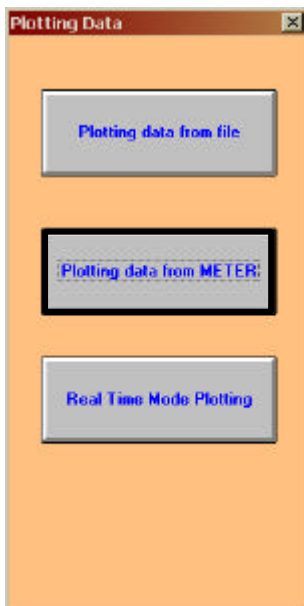 Plotting Data
Plotting data from file
Plotting data from METER
Real Time Mode Plotting